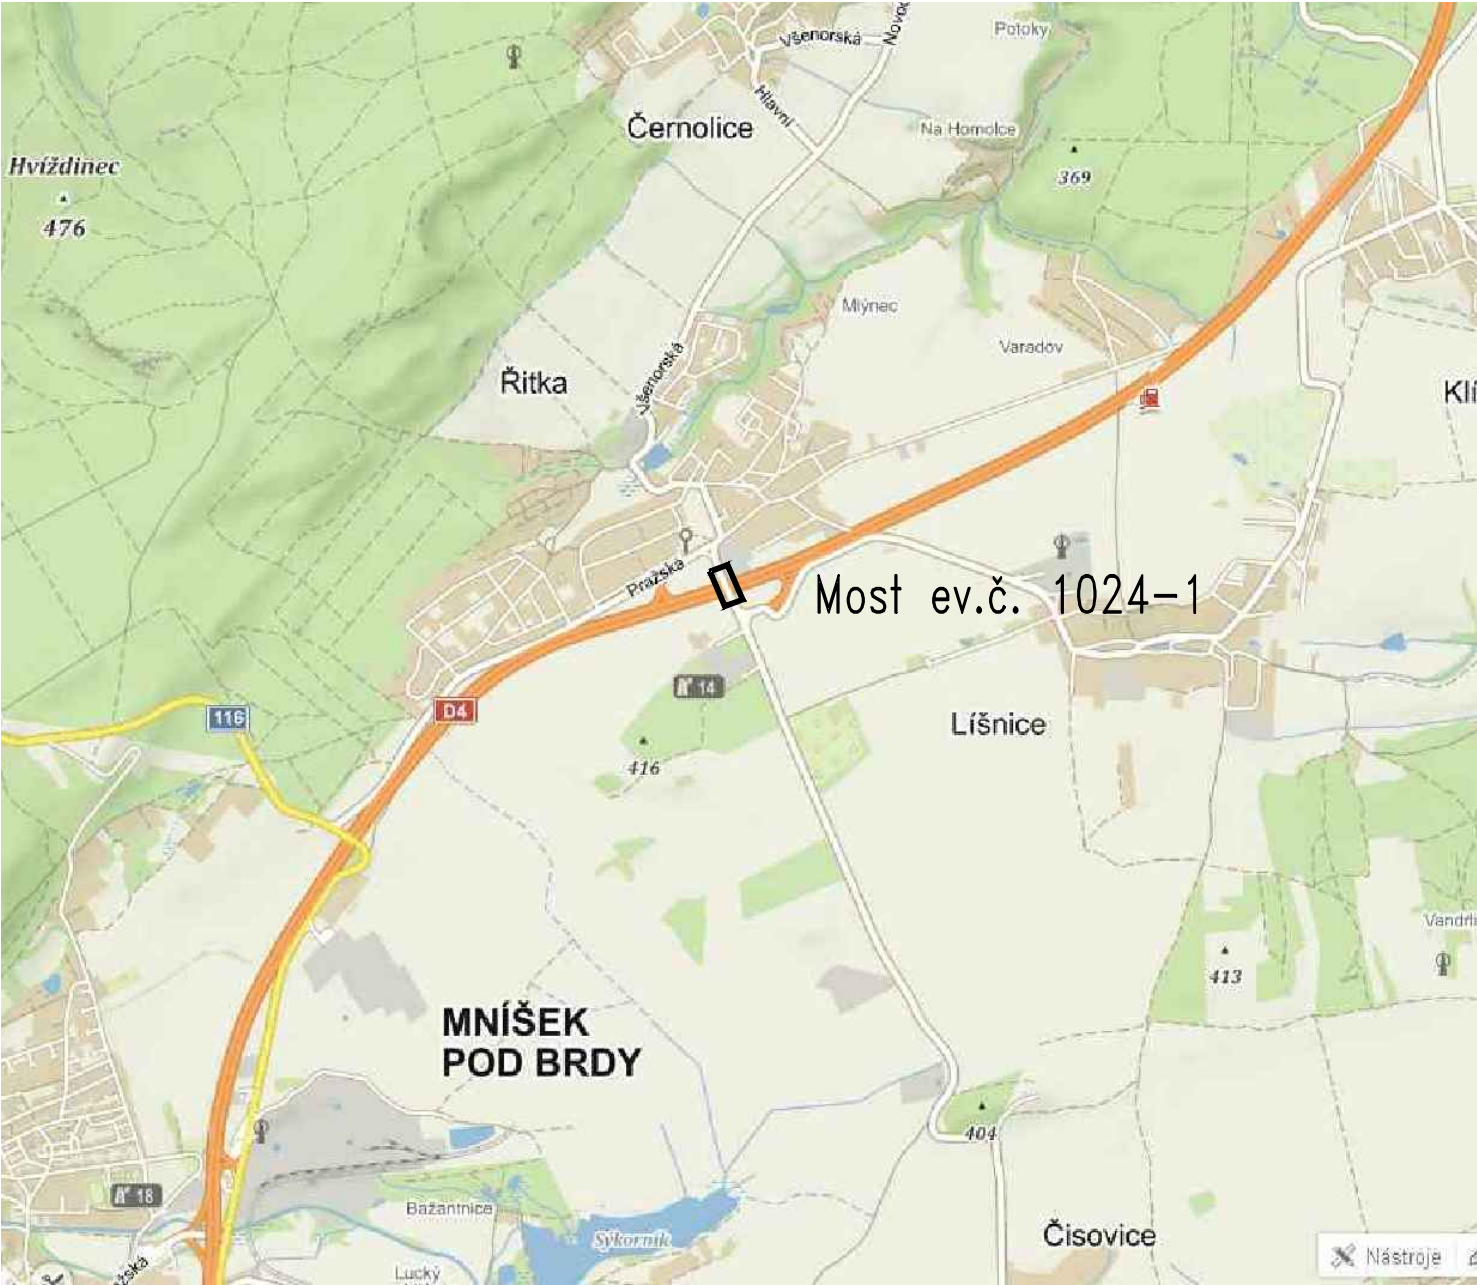 Všenorská
Novo
Potoky
Hlavní
Černolice
Na Homolce
Hvíždinec
476
369
Mlýnec
Varadov
Všenorská
Řitka
Klí
Pražská
Most ev.č. 1024-1
14
116
D4
Líšnice
416
Vandrli
413
MNÍŠEK
POD BRDY
404
18
Bažantnice
Sýkorník
Čisovice
Lucký
Nástroje